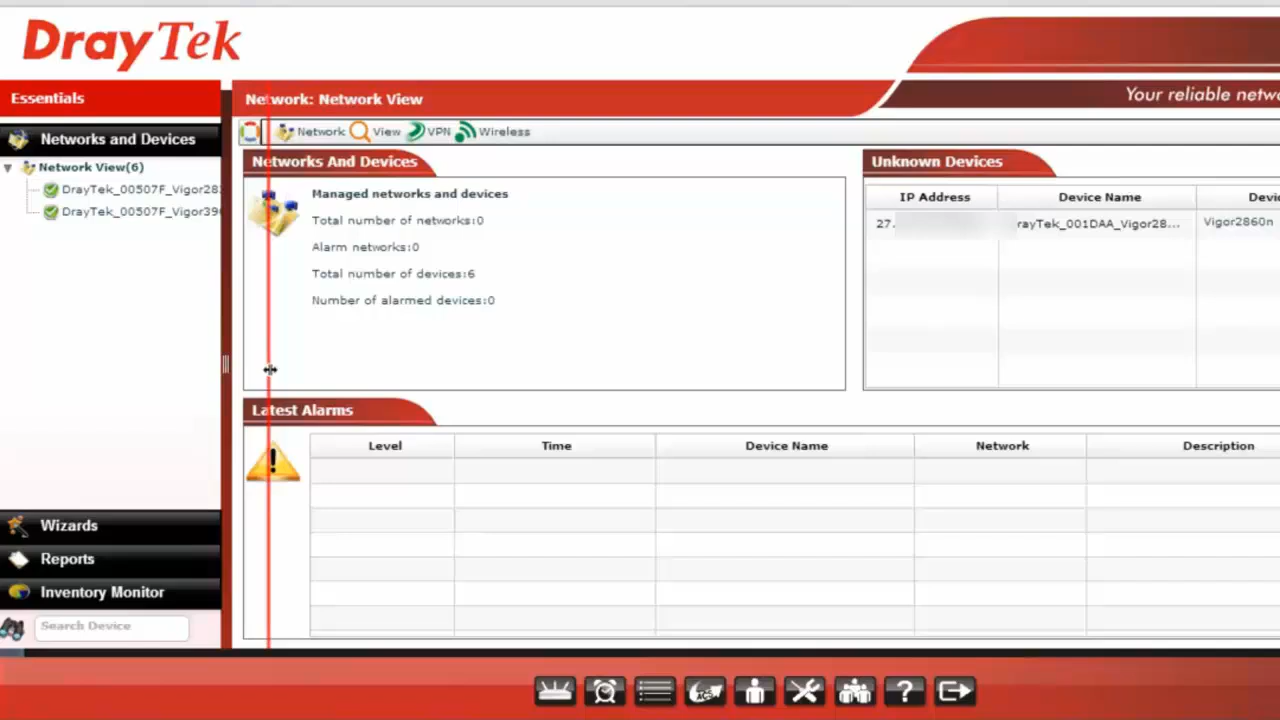 DrayTek
Your reliable netw
Essentials
Network: Network View
Networks and Devices
Network View(6)
DrayTek_00507F_Vigor28
DrayTek_00507F_Vigor39
Network View VPN Wireless
Networks And Devices
Managed networks and devices
Total number of networks:0
Alarm networks:0
Total number of devices:6
Number of alarmed devices:0
Unknown Devices
IP Address Device Name Devi
27. rayTek_001DAA_Vigor28... Vigor2860n
Latest Alarms
Level Time Device Name Network Description
Wizards
Reports
Inventory Monitor
Search Device
ACS
?